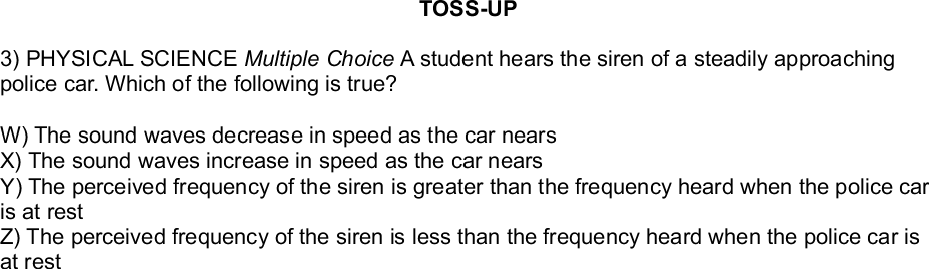 TOSS-UP
3) PHYSICAL SCIENCE Multiple Choice A student hears the siren of a steadily approaching
police car. Which of the following is true?
W) The sound waves decrease in speed as the car nears
X) The sound waves increase in speed as the car nears
Y) The perceived frequency of the siren is greater than the frequency heard when the police car
is at rest
Z) The perceived frequency of the siren is less than the frequency heard when the police car is
at rest